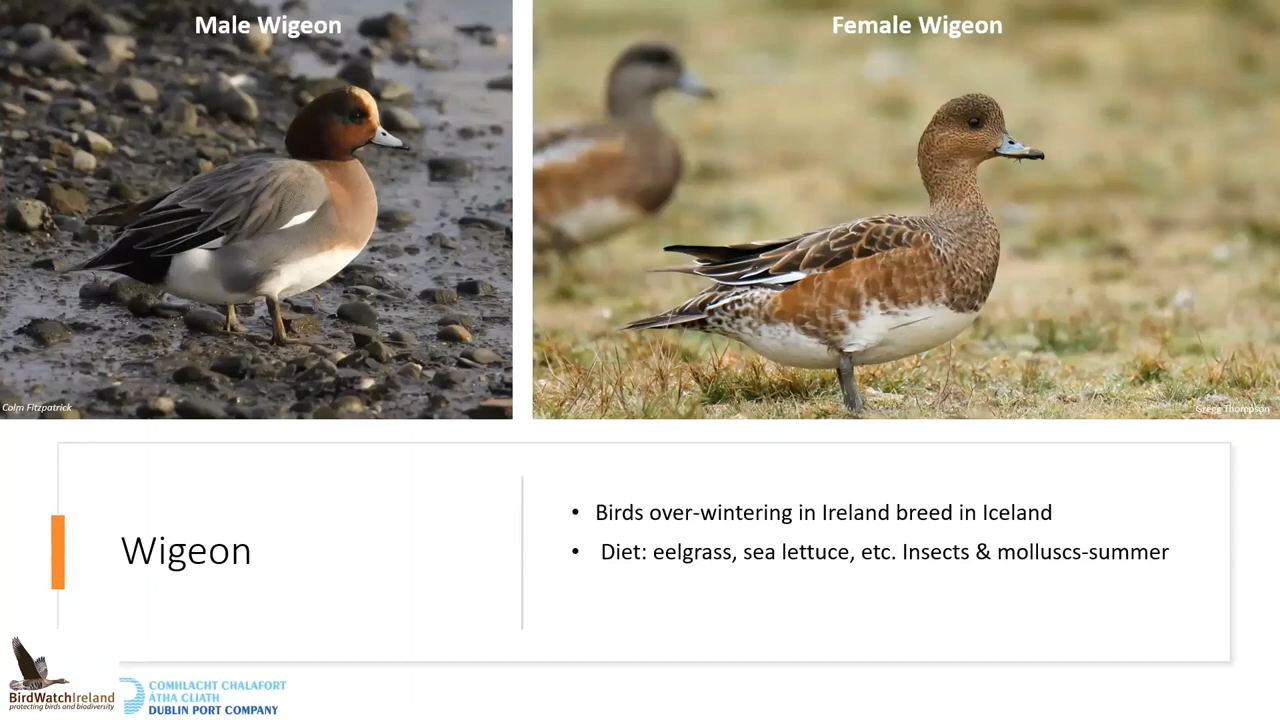 Male Wigeon
Female Wigeon
Colm Fitzpatrick
Gregg Thompson
Wigeon
• Birds over-wintering in Ireland breed in Iceland
• Diet: eelgrass, sea lettuce, etc. Insects & molluscs-summer
BirdWatchIreland
protecting birds and biodiversity
COMHLACHT CHALAFORT
ÁTHA CLIATH
DUBLIN PORT COMPANY